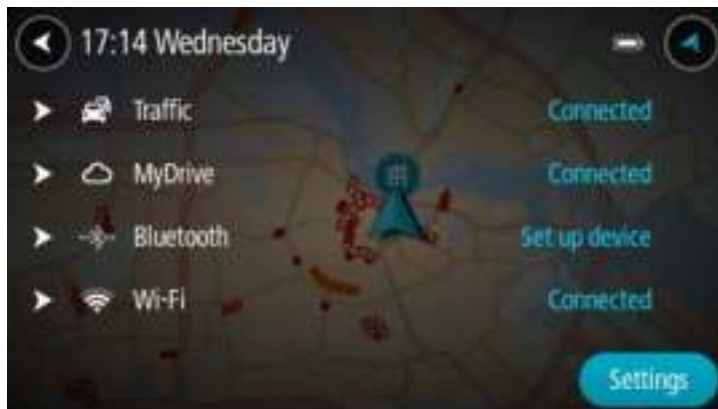 17:14 Wednesday
Traffic Connected
MyDrive Connected
Bluetooth Set up device
Wi-Fi Connected
Settings